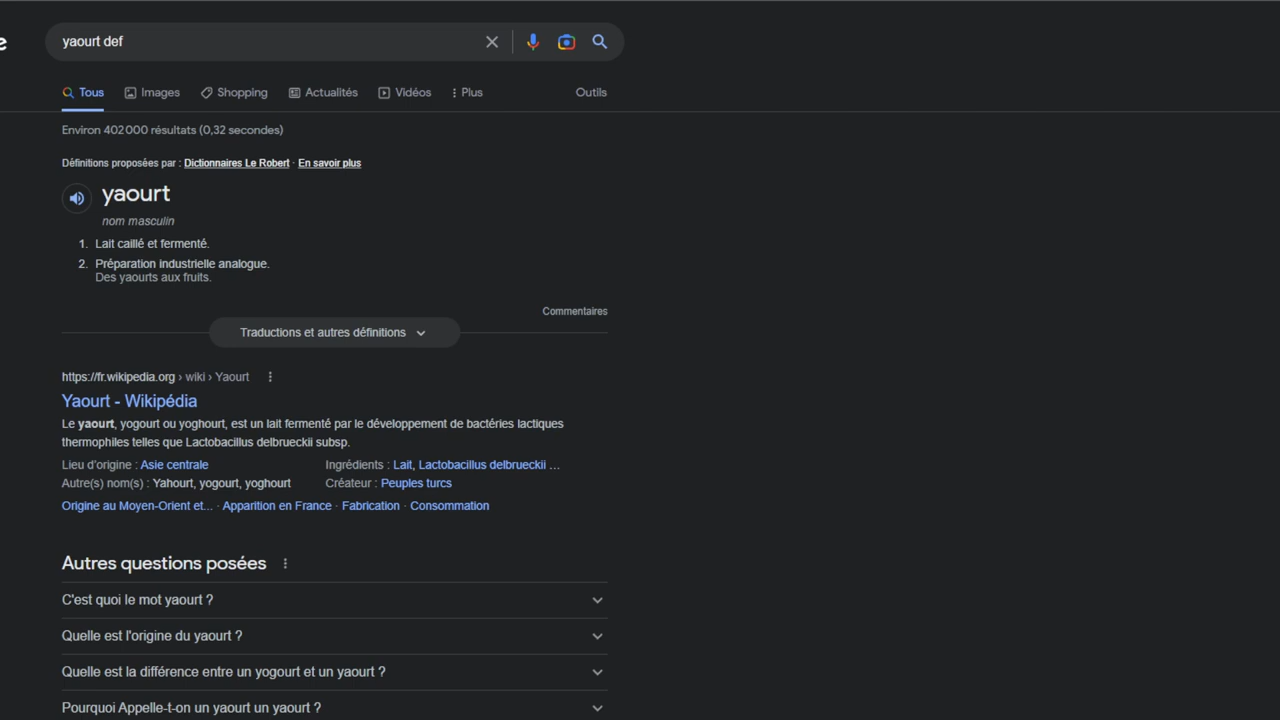 e
yaourt def
Tous Images Shopping Actualités Vidéos Plus Outils
Environ 402 000 résultats (0,32 secondes)
Définitions proposées par : Dictionnaires Le Robert · En savoir plus
yaourt
nom masculin
1. Lait caillé et fermenté.
2. Préparation industrielle analogue.
Des yaourts aux fruits.
Commentaires
Traductions et autres définitions
https://fr.wikipedia.org › wiki › Yaourt
Yaourt - Wikipédia
Le yaourt, yogourt ou yoghourt, est un lait fermenté par le développement de bactéries lactiques
thermophiles telles que Lactobacillus delbrueckii subsp.
Lieu d'origine : Asie centrale Ingrédients : Lait, Lactobacillus delbrueckii ...
Autre(s) nom(s) : Yahourt, yogourt, yoghourt Créateur : Peuples turcs
Origine au Moyen-Orient et... · Apparition en France · Fabrication · Consommation
Autres questions posées
C'est quoi le mot yaourt ?
Quelle est l'origine du yaourt ?
Quelle est la différence entre un yogourt et un yaourt ?
Pourquoi Appelle-t-on un yaourt un yaourt ?